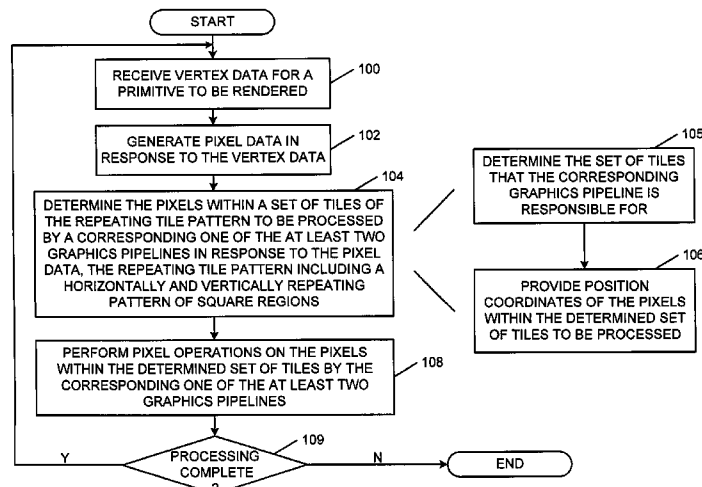 START
100
RECEIVE VERTEX DATA FOR A
PRIMITIVE TO BE RENDERED
102
GENERATE PIXEL DATA IN
RESPONSE TO THE VERTEX DATA
104
DETERMINE THE PIXELS WITHIN A SET OF TILES
OF THE REPEATING TILE PATTERN TO BE PROCESSED
BY A CORRESPONDING ONE OF THE AT LEAST TWO
GRAPHICS PIPELINES IN RESPONSE TO THE PIXEL
DATA, THE REPEATING TILE PATTERN INCLUDING A
HORIZONTALLY AND VERTICALLY REPEATING
PATTERN OF SQUARE REGIONS
105
DETERMINE THE SET OF TILES
THAT THE CORRESPONDING
GRAPHICS PIPELINE IS
RESPONSIBLE FOR
106
PROVIDE POSITION
COORDINATES OF THE PIXELS
WITHIN THE DETERMINED SET
OF TILES TO BE PROCESSED
PERFORM PIXEL OPERATIONS ON THE PIXELS
WITHIN THE DETERMINED SET OF TILES BY THE
CORRESPONDING ONE OF THE AT LEAST TWO
GRAPHICS PIPELINES
108
109
Y
PROCESSING
COMPLETE
?
N
END